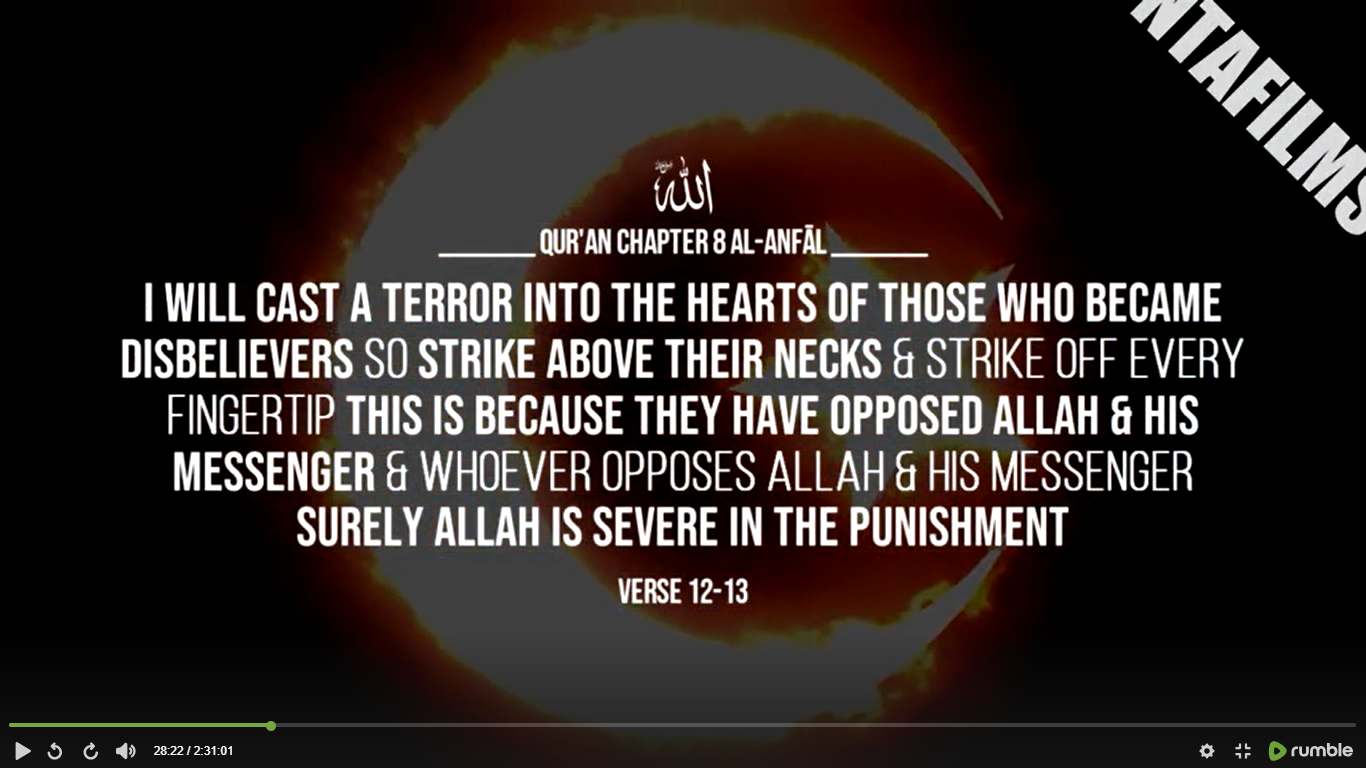 NTAFILMS
الله
QUR'AN CHAPTER 8 AL-ANFĀL
I WILL CAST A TERROR INTO THE HEARTS OF THOSE WHO BECAME
DISBELIEVERS SO STRIKE ABOVE THEIR NECKS & STRIKE OFF EVERY
FINGERTIP THIS IS BECAUSE THEY HAVE OPPOSED ALLAH & HIS
MESSENGER & WHOEVER OPPOSES ALLAH & HIS MESSENGER
SURELY ALLAH IS SEVERE IN THE PUNISHMENT
VERSE 12-13
28:22 / 2:31:01
rumble